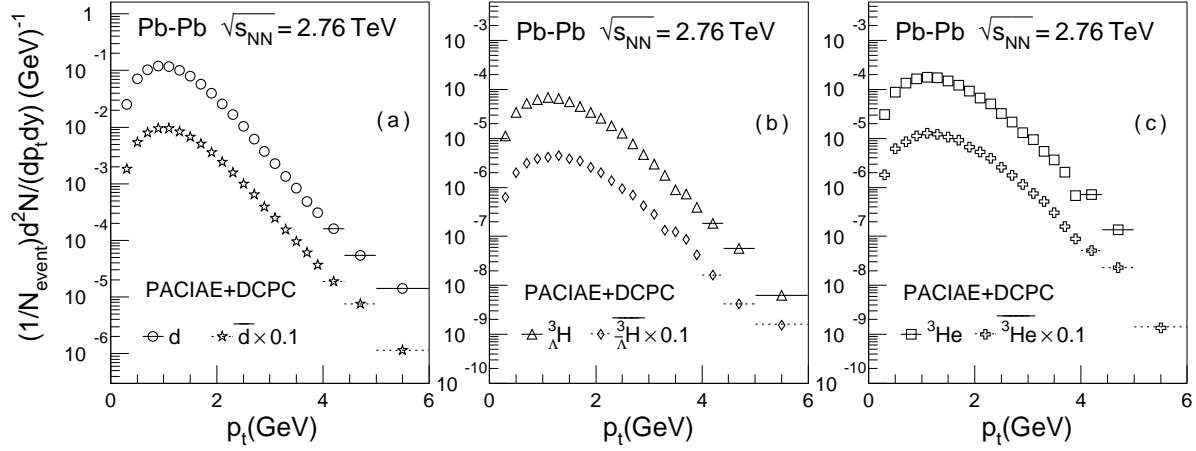 (1/N_event)d²N/(dp_t dy) (GeV)⁻¹
Pb-Pb √s_NN = 2.76 TeV
1
10⁻¹
10⁻²
10⁻³
10⁻⁴
10⁻⁵
10⁻⁶
(a)
PACIAE+DCPC
d
d̅ × 0.1
0 2 4 6
p_t(GeV)
Pb-Pb √s_NN = 2.76 TeV
10⁻³
10⁻⁴
10⁻⁵
10⁻⁶
10⁻⁷
10⁻⁸
10⁻⁹
10⁻¹⁰
(b)
PACIAE+DCPC
³_ΛH
‾³_ΛH‾ × 0.1
0 2 4 6
p_t(GeV)
Pb-Pb √s_NN = 2.76 TeV
10⁻³
10⁻⁴
10⁻⁵
10⁻⁶
10⁻⁷
10⁻⁸
10⁻⁹
10⁻¹⁰
(c)
PACIAE+DCPC
³He
‾³He‾ × 0.1
0 2 4 6
p_t(GeV)